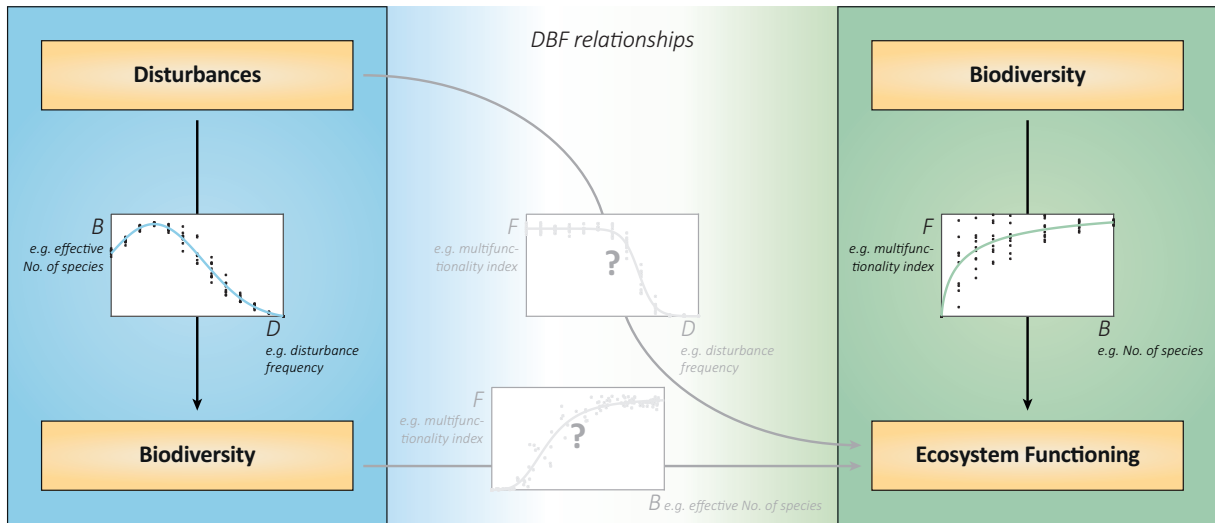 DBF relationships
Disturbances
B
e.g. effective
No. of species
D
e.g. disturbance
frequency
Biodiversity
F
e.g. multifunc-
tionality index
?
D
e.g. disturbance
frequency
F
e.g. multifunc-
tionality index
?
B e.g. effective No. of species
Biodiversity
F
e.g. multifunc-
tionality index
B
e.g. No. of species
Ecosystem Functioning